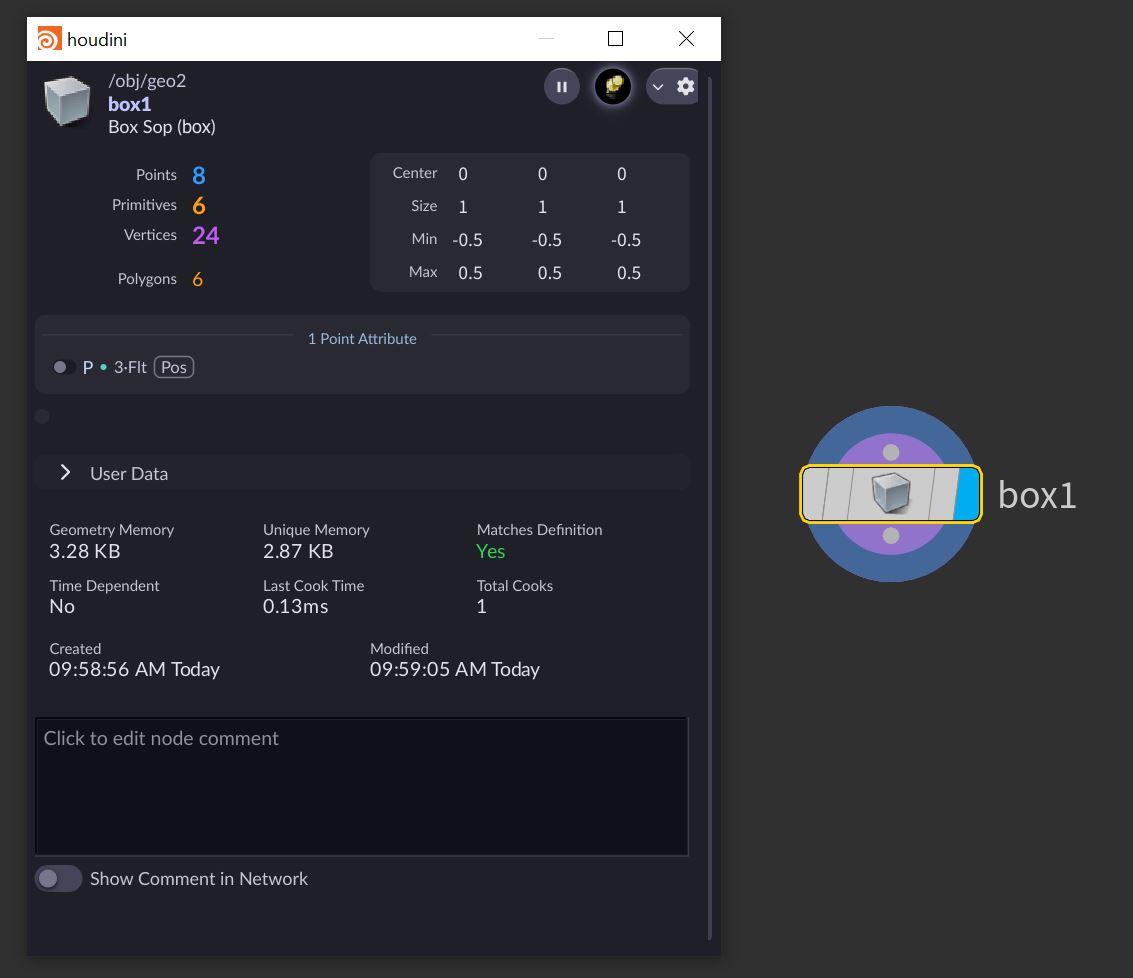 houdini
/obj/geo2
box1
Box Sop (box)
Points 8
Primitives 6
Vertices 24
Polygons 6
Center 0 0 0
Size 1 1 1
Min -0.5 -0.5 -0.5
Max 0.5 0.5 0.5
1 Point Attribute
P • 3·Flt Pos
User Data
Geometry Memory Unique Memory Matches Definition
3.28 KB 2.87 KB Yes
Time Dependent Last Cook Time Total Cooks
No 0.13ms 1
Created Modified
09:58:56 AM Today 09:59:05 AM Today
Click to edit node comment
Show Comment in Network
box1